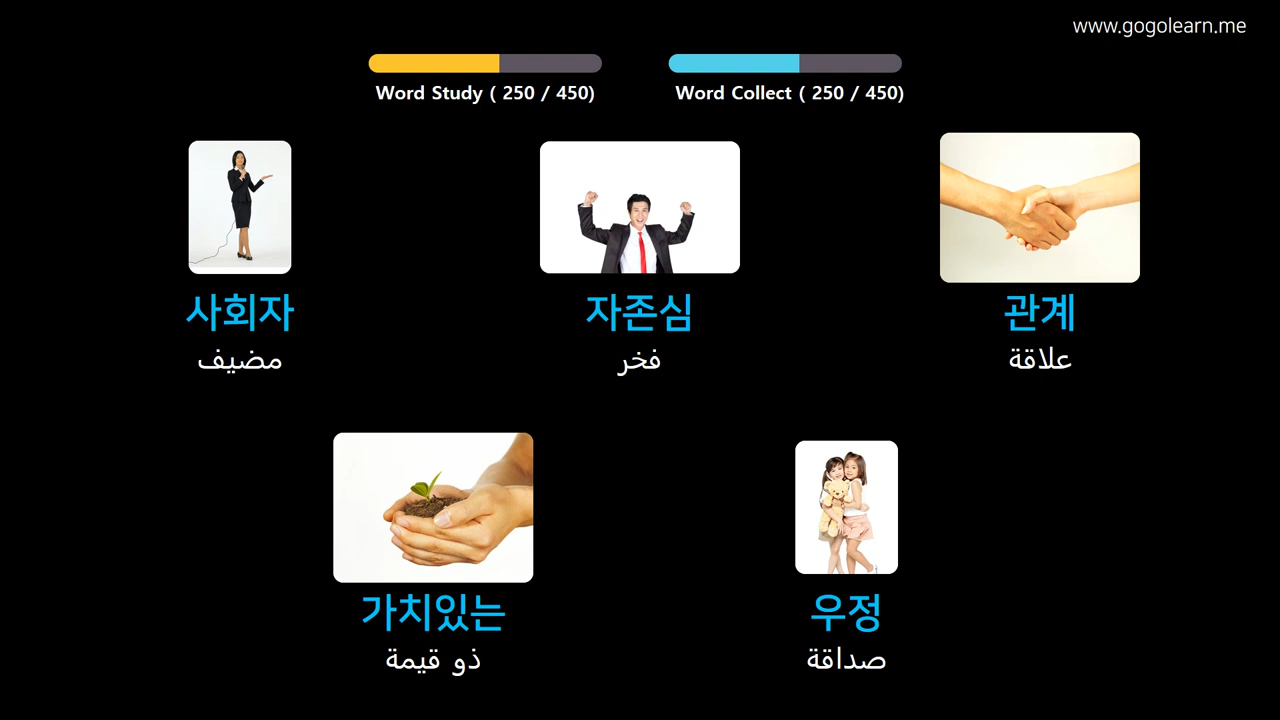 www.gogolearn.me
Word Study ( 250 / 450)
Word Collect ( 250 / 450)
사회자
مضيف
자존심
فخر
관계
علاقة
가치있는
ذو قيمة
우정
صداقة